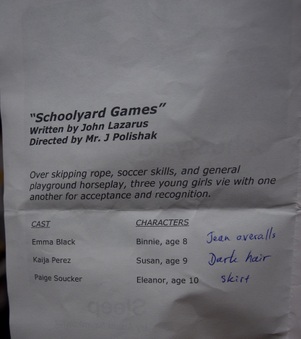 "Schoolyard Games"
Written by John Lazarus
Directed by Mr. J Polishak
Over skipping rope, soccer skills, and general
playground horseplay, three young girls vie with one
another for acceptance and recognition.
CAST CHARACTERS
Emma Black Binnie, age 8 Jean overalls
Kaija Perez Susan, age 9 Dark hair
Paige Soucker Eleanor, age 10 skirt